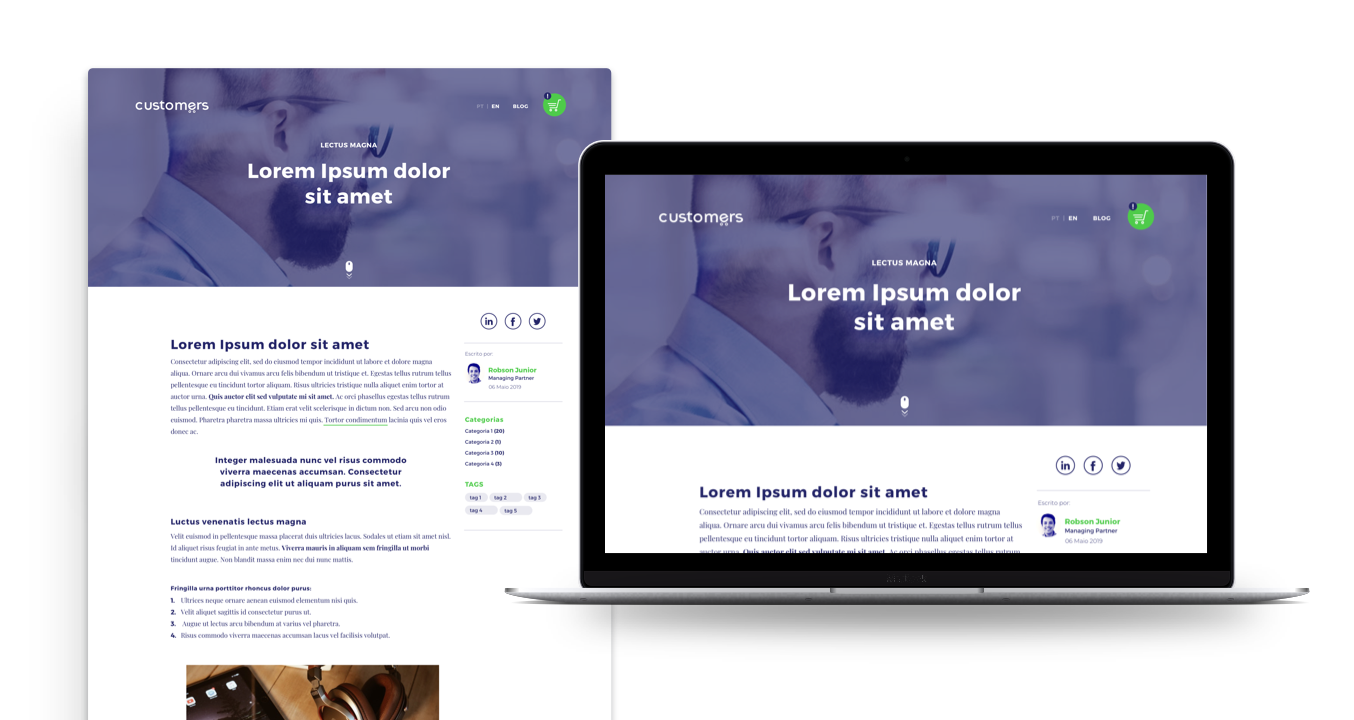 customers
PT | EN BLOG
!
LECTUS MAGNA
Lorem Ipsum dolor
sit amet
Lorem Ipsum dolor sit amet
Consectetur adipiscing elit, sed do eiusmod tempor incididunt ut labore et dolore magna
aliqua. Ornare arcu dui vivamus arcu felis bibendum ut tristique et. Egestas tellus rutrum tellus
pellentesque eu tincidunt tortor aliquam. Risus ultricies tristique nulla aliquet enim tortor at
auctor urna. Quis auctor elit sed vulputate mi sit amet. Ac orci phasellus egestas tellus rutrum
tellus pellentesque eu tincidunt. Etiam erat velit scelerisque in dictum non. Sed arcu non odio
euismod. Pharetra pharetra massa ultricies mi quis. Tortor condimentum lacinia quis vel eros
donec ac.
Integer malesuada nunc vel risus commodo
viverra maecenas accumsan. Consectetur
adipiscing elit ut aliquam purus sit amet.
Luctus venenatis lectus magna
Velit euismod in pellentesque massa placerat duis ultricies lacus. Sodales ut etiam sit amet nisl.
Id aliquet risus feugiat in ante metus. Viverra mauris in aliquam sem fringilla ut morbi
tincidunt augue. Non blandit massa enim nec dui nunc mattis.
Fringilla urna porttitor rhoncus dolor purus:
1. Ultrices neque ornare aenean euismod elementum nisi quis.
2. Velit aliquet sagittis id consectetur purus ut.
3. Augue ut lectus arcu bibendum at varius vel pharetra.
4. Risus commodo viverra maecenas accumsan lacus vel facilisis volutpat.
in f
Escrito por:
Robson Junior
Managing Partner
06 Maio 2019
Categorias
Categoria 1 (20)
Categoria 2 (1)
Categoria 3 (10)
Categoria 4 (3)
TAGS
tag 1 tag 2 tag 3
tag 4 tag 5
customers
PT | EN BLOG
!
LECTUS MAGNA
Lorem Ipsum dolor
sit amet
Lorem Ipsum dolor sit amet
Consectetur adipiscing elit, sed do eiusmod tempor incididunt ut labore et dolore magna
aliqua. Ornare arcu dui vivamus arcu felis bibendum ut tristique et. Egestas tellus rutrum tellus
pellentesque eu tincidunt tortor aliquam. Risus ultricies tristique nulla aliquet enim tortor at
auctor urna. Quis auctor elit sed vulputate mi sit amet. Ac orci phasellus egestas tellus rutrum
in f
Escrito por:
Robson Junior
Managing Partner
06 Maio 2019